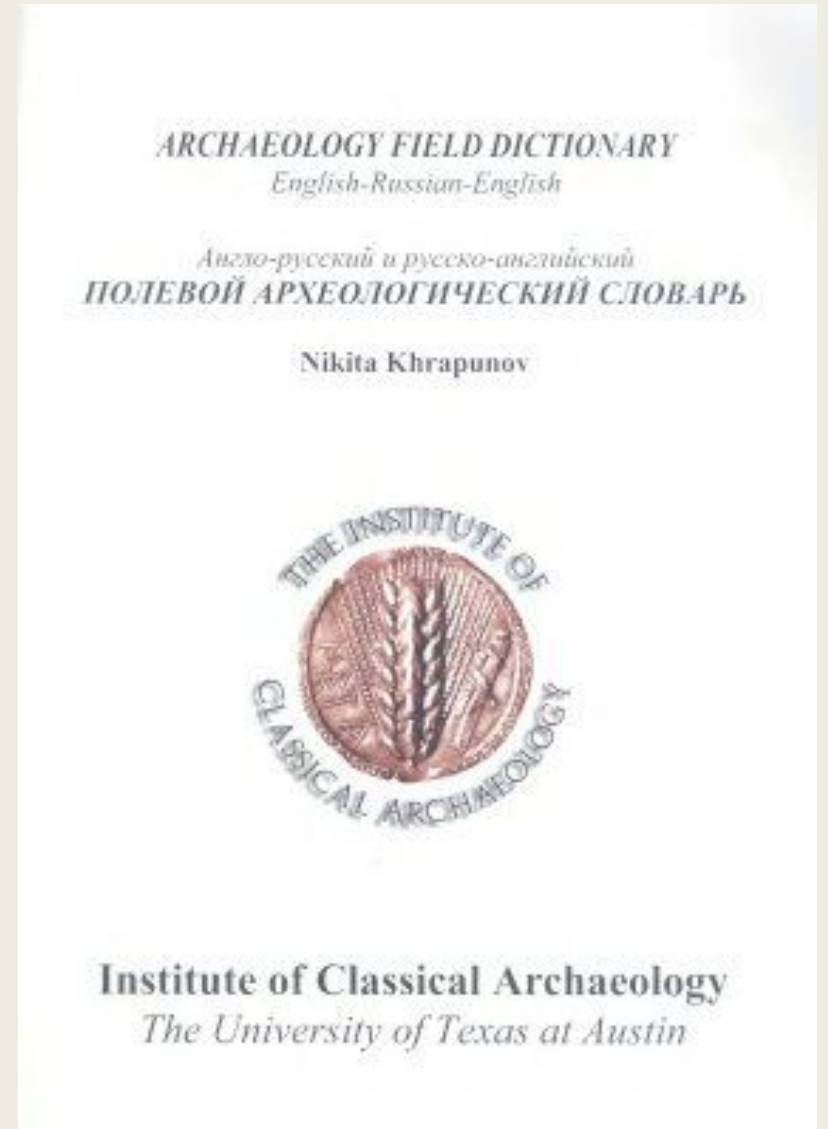 ARCHAEOLOGY FIELD DICTIONARY
English-Russian-English
Англо-русский и русско-английский
ПОЛЕВОЙ АРХЕОЛОГИЧЕСКИЙ СЛОВАРЬ
Nikita Khrapunov
THE INSTITUTE OF
CLASSICAL ARCHAEOLOGY
Institute of Classical Archaeology
The University of Texas at Austin